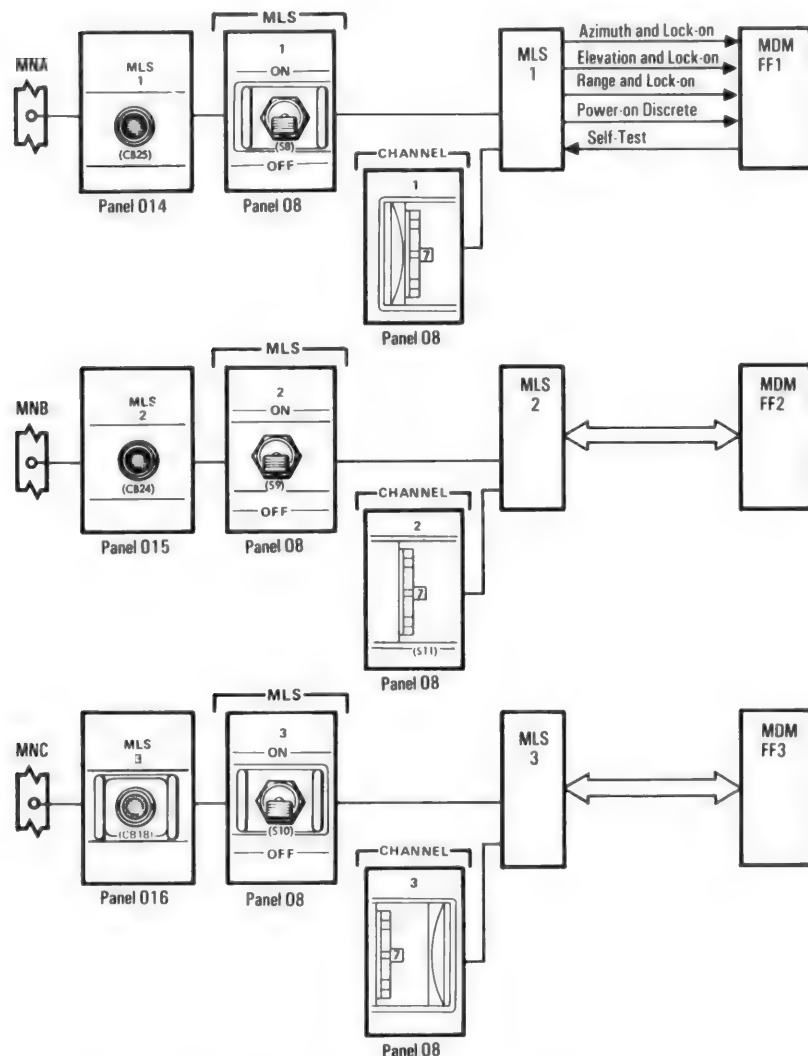 MLS
MNA
MLS
1
(CB25)
Panel 014
1
ON
(S8)
OFF
Panel 08
CHANNEL
1
7
Panel 08
MLS
1
Azimuth and Lock-on
Elevation and Lock-on
Range and Lock-on
Power-on Discrete
Self-Test
MDM
FF1
MLS
MNB
MLS
2
(CB24)
Panel 015
2
ON
(S9)
OFF
Panel 08
CHANNEL
2
7
(S11)
Panel 08
MLS
2
MDM
FF2
MLS
MNC
MLS
3
(CB18)
Panel 016
3
ON
(S10)
OFF
Panel 08
CHANNEL
3
7
Panel 08
MLS
3
MDM
FF3